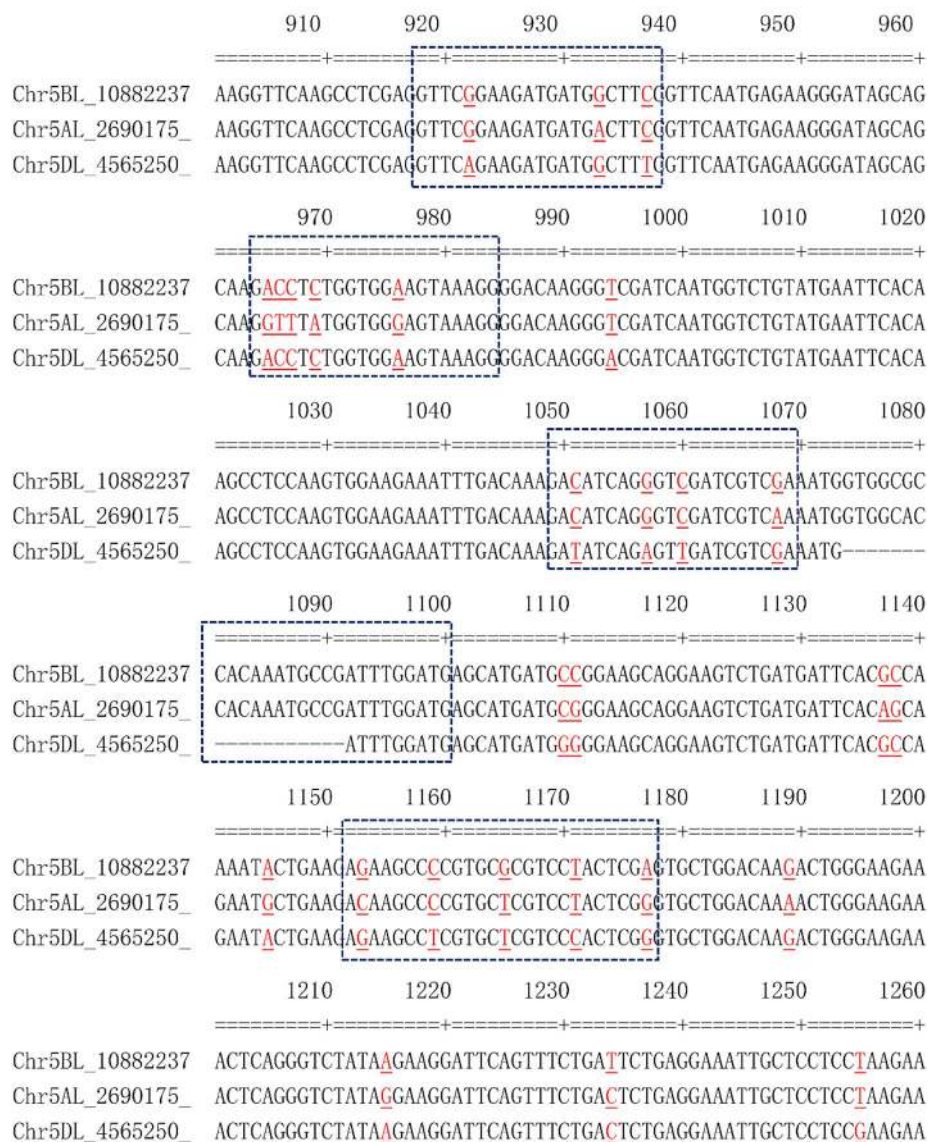 910 920 930 940 950 960
=========+=========+=========+=========+=========+=========+
Chr5BL_10882237 AAGGTTCAAGCCTCGAGGTTCGGAAGATGATGGCTTCGGTTCAATGAGAAGGGATAGCAG
Chr5AL_2690175_ AAGGTTCAAGCCTCGAGGTTCGGAAGATGATGACTTCGGTTCAATGAGAAGGGATAGCAG
Chr5DL_4565250_ AAGGTTCAAGCCTCGAGGTTCAGAAGATGATGGCTTTGGTTCAATGAGAAGGGATAGCAG
970 980 990 1000 1010 1020
=========+=========+=========+=========+=========+=========+
Chr5BL_10882237 CAAGACCTCTGGTGGAAGTAAAGGGGACAAGGGTCGATCAATGGTCTGTATGAATTCACA
Chr5AL_2690175_ CAAGGTTTATGGTGGGAGTAAAGGGGACAAGGGTCGATCAATGGTCTGTATGAATTCACA
Chr5DL_4565250_ CAAGACCTCTGGTGGAAGTAAAGGGGACAAGGGACGATCAATGGTCTGTATGAATTCACA
1030 1040 1050 1060 1070 1080
=========+=========+=========+=========+=========+=========+
Chr5BL_10882237 AGCCTCCAAGTGGAAGAAATTTGACAAAGACATCAGGGTCGATCGTCGAAATGGTGGCGC
Chr5AL_2690175_ AGCCTCCAAGTGGAAGAAATTTGACAAAGACATCAGGGTCGATCGTCAAAATGGTGGCAC
Chr5DL_4565250_ AGCCTCCAAGTGGAAGAAATTTGACAAAGATATCAGAGTTGATCGTCGAAATG-------
1090 1100 1110 1120 1130 1140
=========+=========+=========+=========+=========+=========+
Chr5BL_10882237 CACAAATGCCGATTTGGATGAGCATGATGCCGGAAGCAGGAAGTCTGATGATTCACGCCA
Chr5AL_2690175_ CACAAATGCCGATTTGGATGAGCATGATGCGGGAAGCAGGAAGTCTGATGATTCACAGCA
Chr5DL_4565250_ -----------ATTTGGATGAGCATGATGGGGGAAGCAGGAAGTCTGATGATTCACGCCA
1150 1160 1170 1180 1190 1200
=========+=========+=========+=========+=========+=========+
Chr5BL_10882237 AAATACTGAAGAGAAGCCCCGTGCGCGTCCTACTCGAGTGCTGGACAAGACTGGGAAGAA
Chr5AL_2690175_ GAATGCTGAAGACAAGCCCCGTGCTCGTCCTACTCGGGTGCTGGACAAAACTGGGAAGAA
Chr5DL_4565250_ GAATACTGAAGAGAAGCCTCGTGCTCGTCCCACTCGGGTGCTGGACAAGACTGGGAAGAA
1210 1220 1230 1240 1250 1260
=========+=========+=========+=========+=========+=========+
Chr5BL_10882237 ACTCAGGGTCTATAAGAAGGATTCAGTTTCTGATTCTGAGGAAATTGCTCCTCCTAAGAA
Chr5AL_2690175_ ACTCAGGGTCTATAGGAAGGATTCAGTTTCTGACTCTGAGGAAATTGCTCCTCCTAAGAA
Chr5DL_4565250_ ACTCAGGGTCTATAAGAAGGATTCAGTTTCTGACTCTGAGGAAATTGCTCCTCCGAAGAA